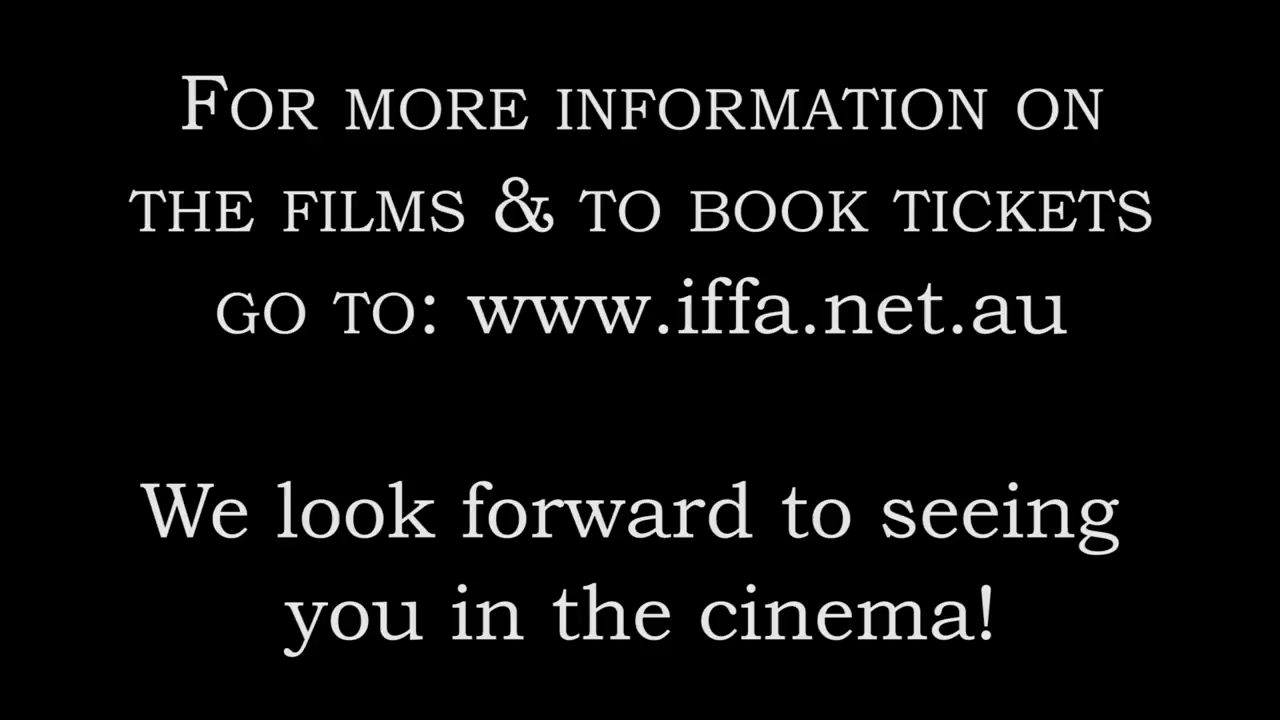 For more information on
the films & to book tickets
go to: www.iffa.net.au
We look forward to seeing
you in the cinema!